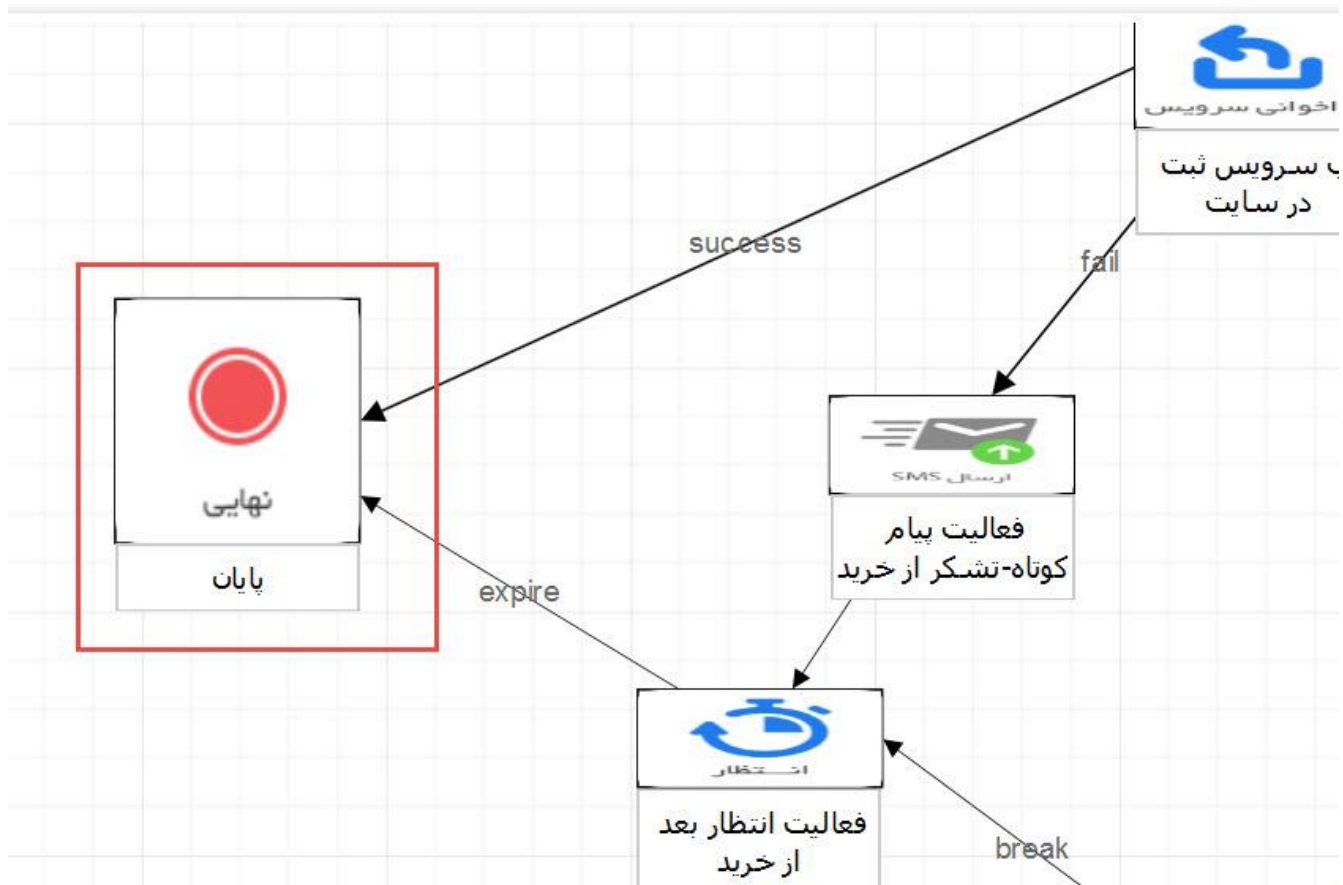 اخوانی سرویس
ب سرویس ثبت
در سایت
success
fail
نهایی
پایان
ارسال SMS
فعالیت پیام
کوتاه-تشکر از خرید
expire
انتظار
فعالیت انتظار بعد
از خرید
break